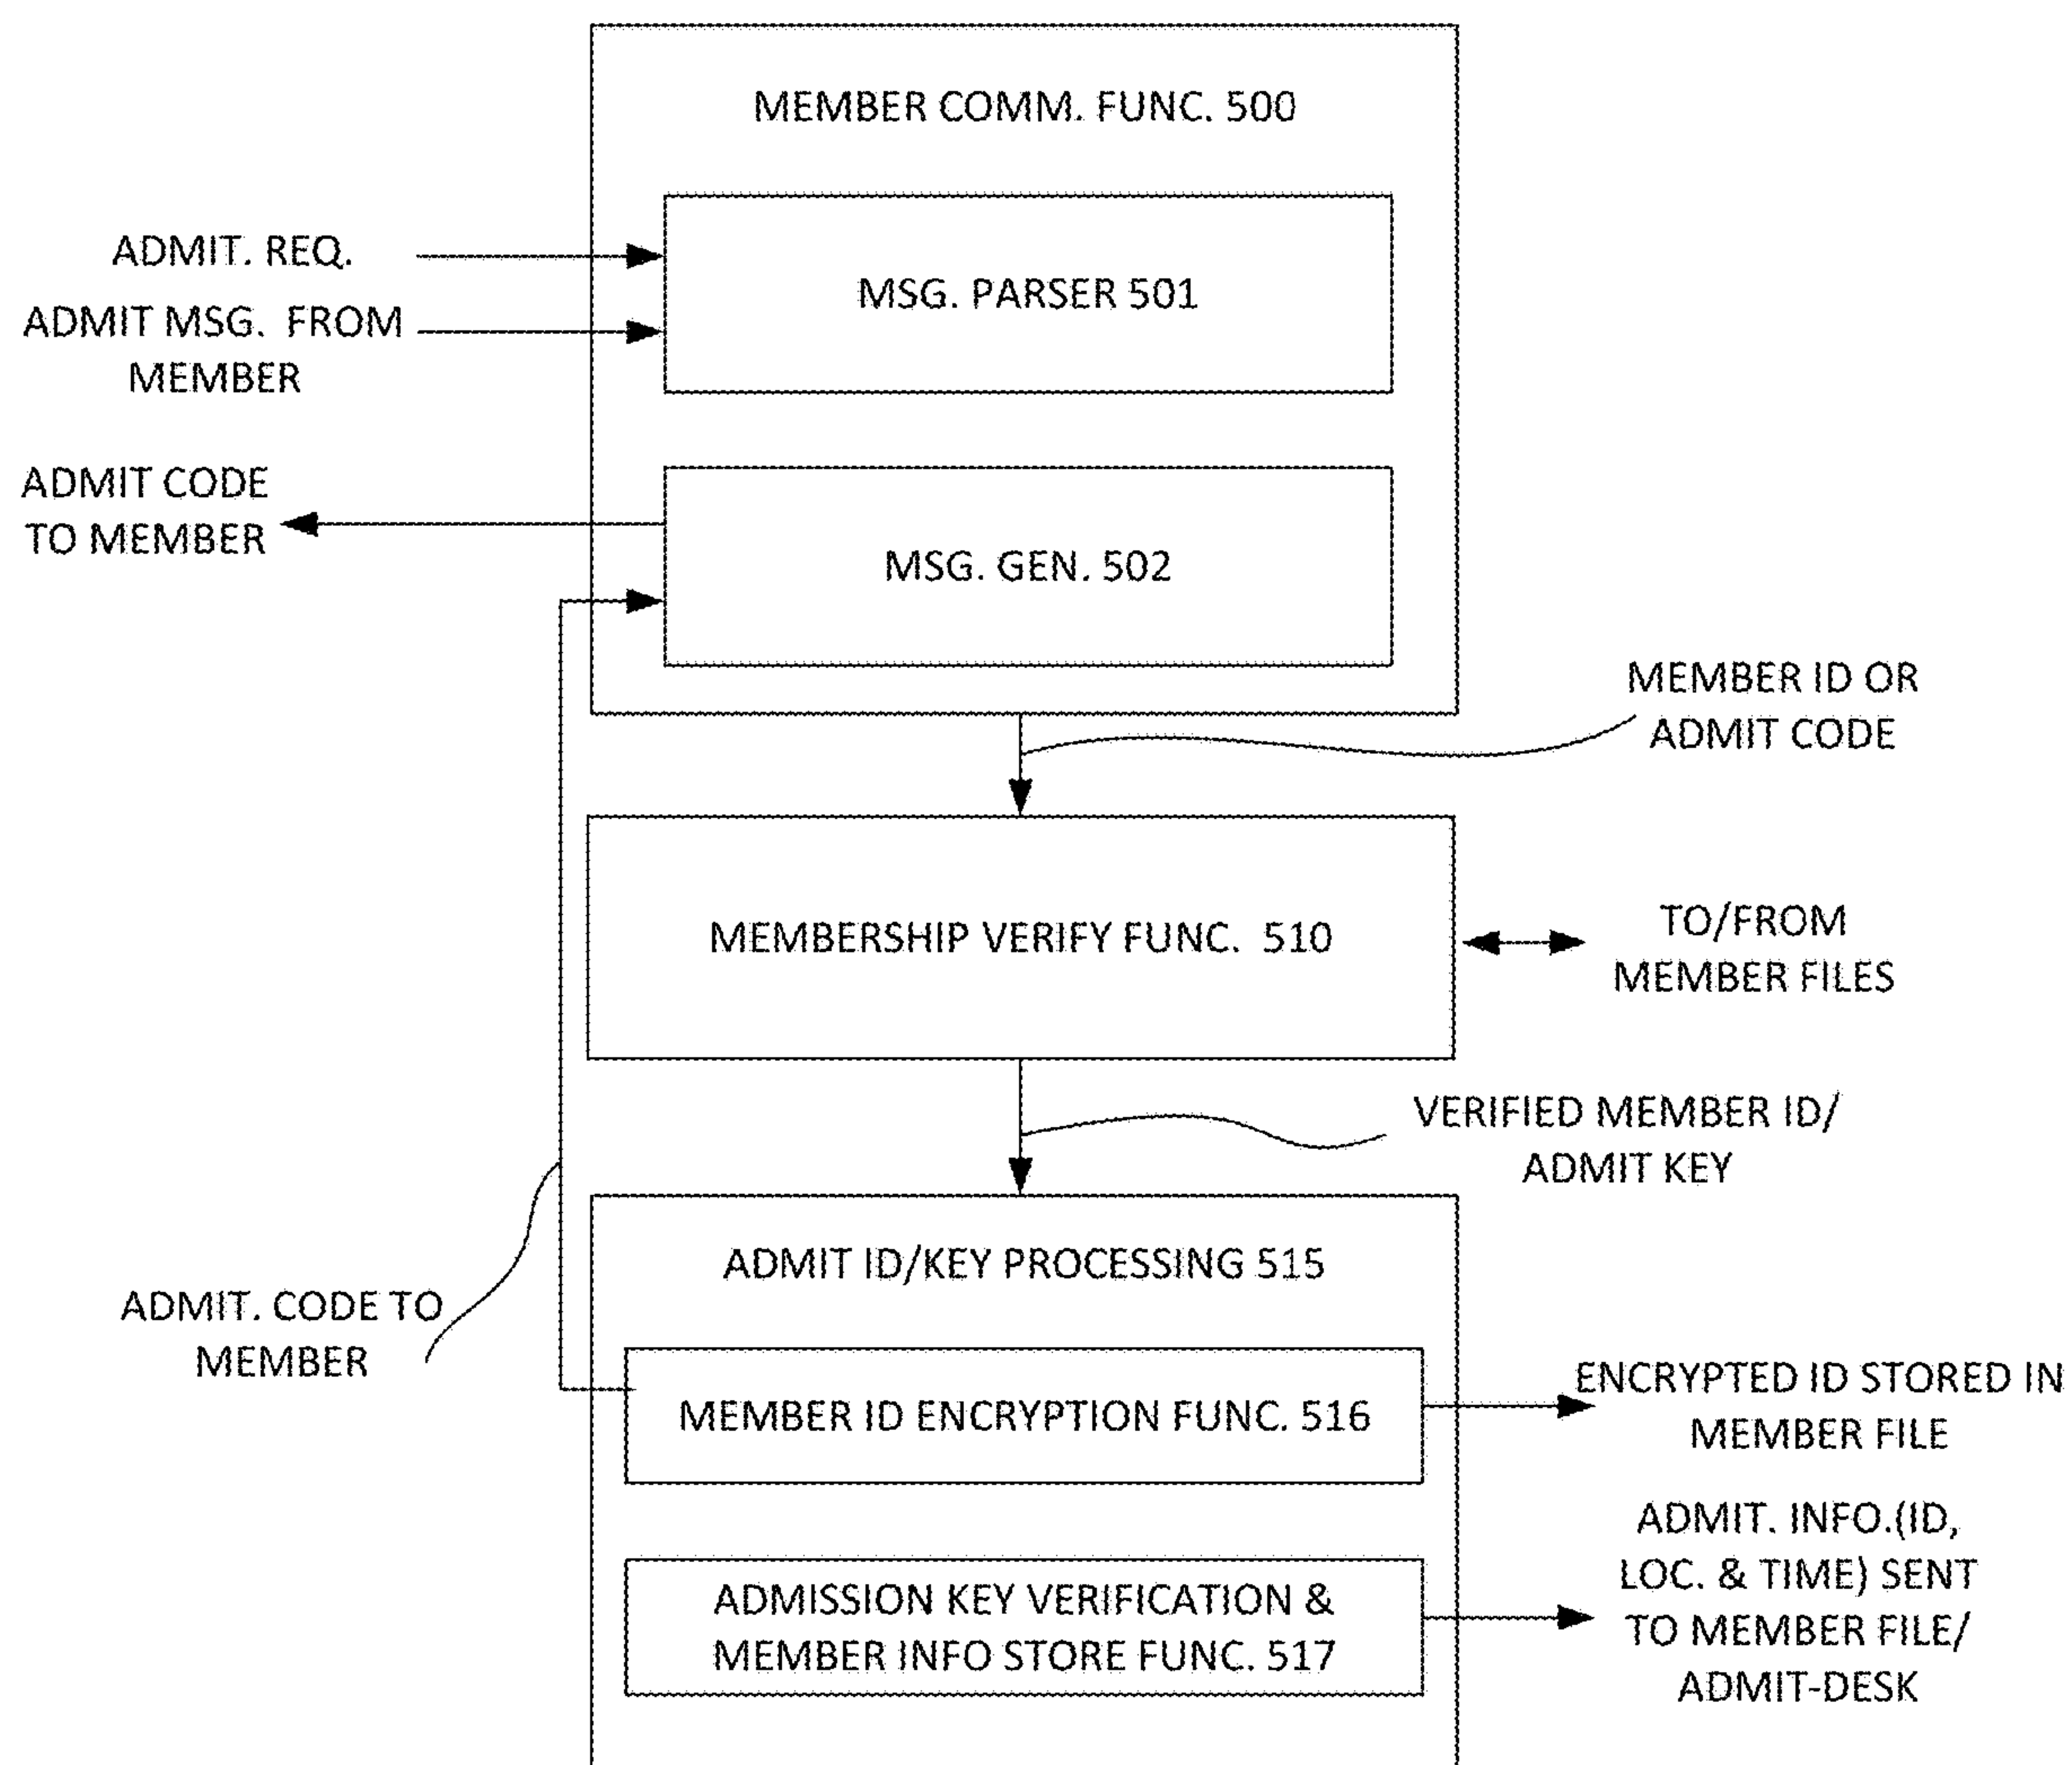 MEMBER COMM. FUNC. 500
ADMIT. REQ.
MSG. PARSER 501
ADMIT MSG. FROM
MEMBER
ADMIT CODE
TO MEMBER
MSG. GEN. 502
MEMBER ID OR
ADMIT CODE
MEMBERSHIP VERIFY FUNC. 510
TO/FROM
MEMBER FILES
VERIFIED MEMBER ID/
ADMIT KEY
ADMIT ID/KEY PROCESSING 515
ADMIT. CODE TO
MEMBER
MEMBER ID ENCRYPTION FUNC. 516
ENCRYPTED ID STORED IN
MEMBER FILE
ADMISSION KEY VERIFICATION &
MEMBER INFO STORE FUNC. 517
ADMIT. INFO.(ID,
LOC. & TIME) SENT
TO MEMBER FILE/
ADMIT-DESK